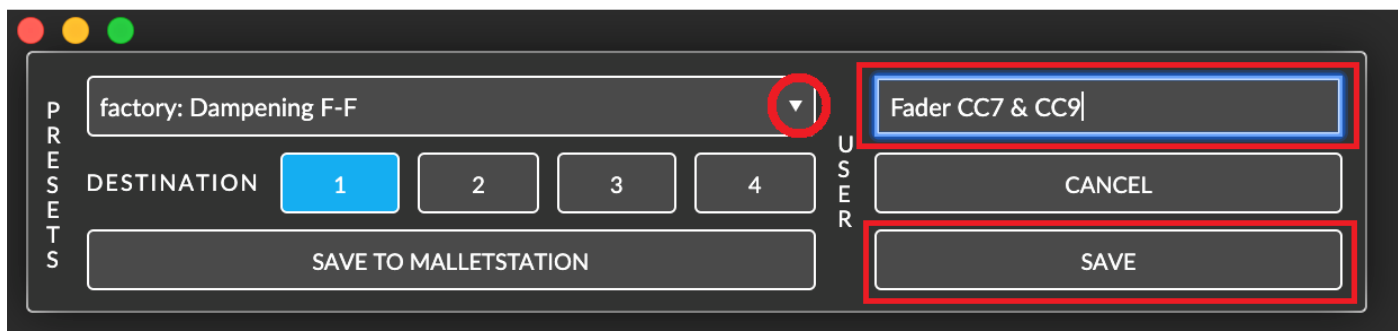 PRESETS
factory: Dampening F-F
DESTINATION 1 2 3 4
SAVE TO MALLETSTATION
USER
Fader CC7 & CC9
CANCEL
SAVE